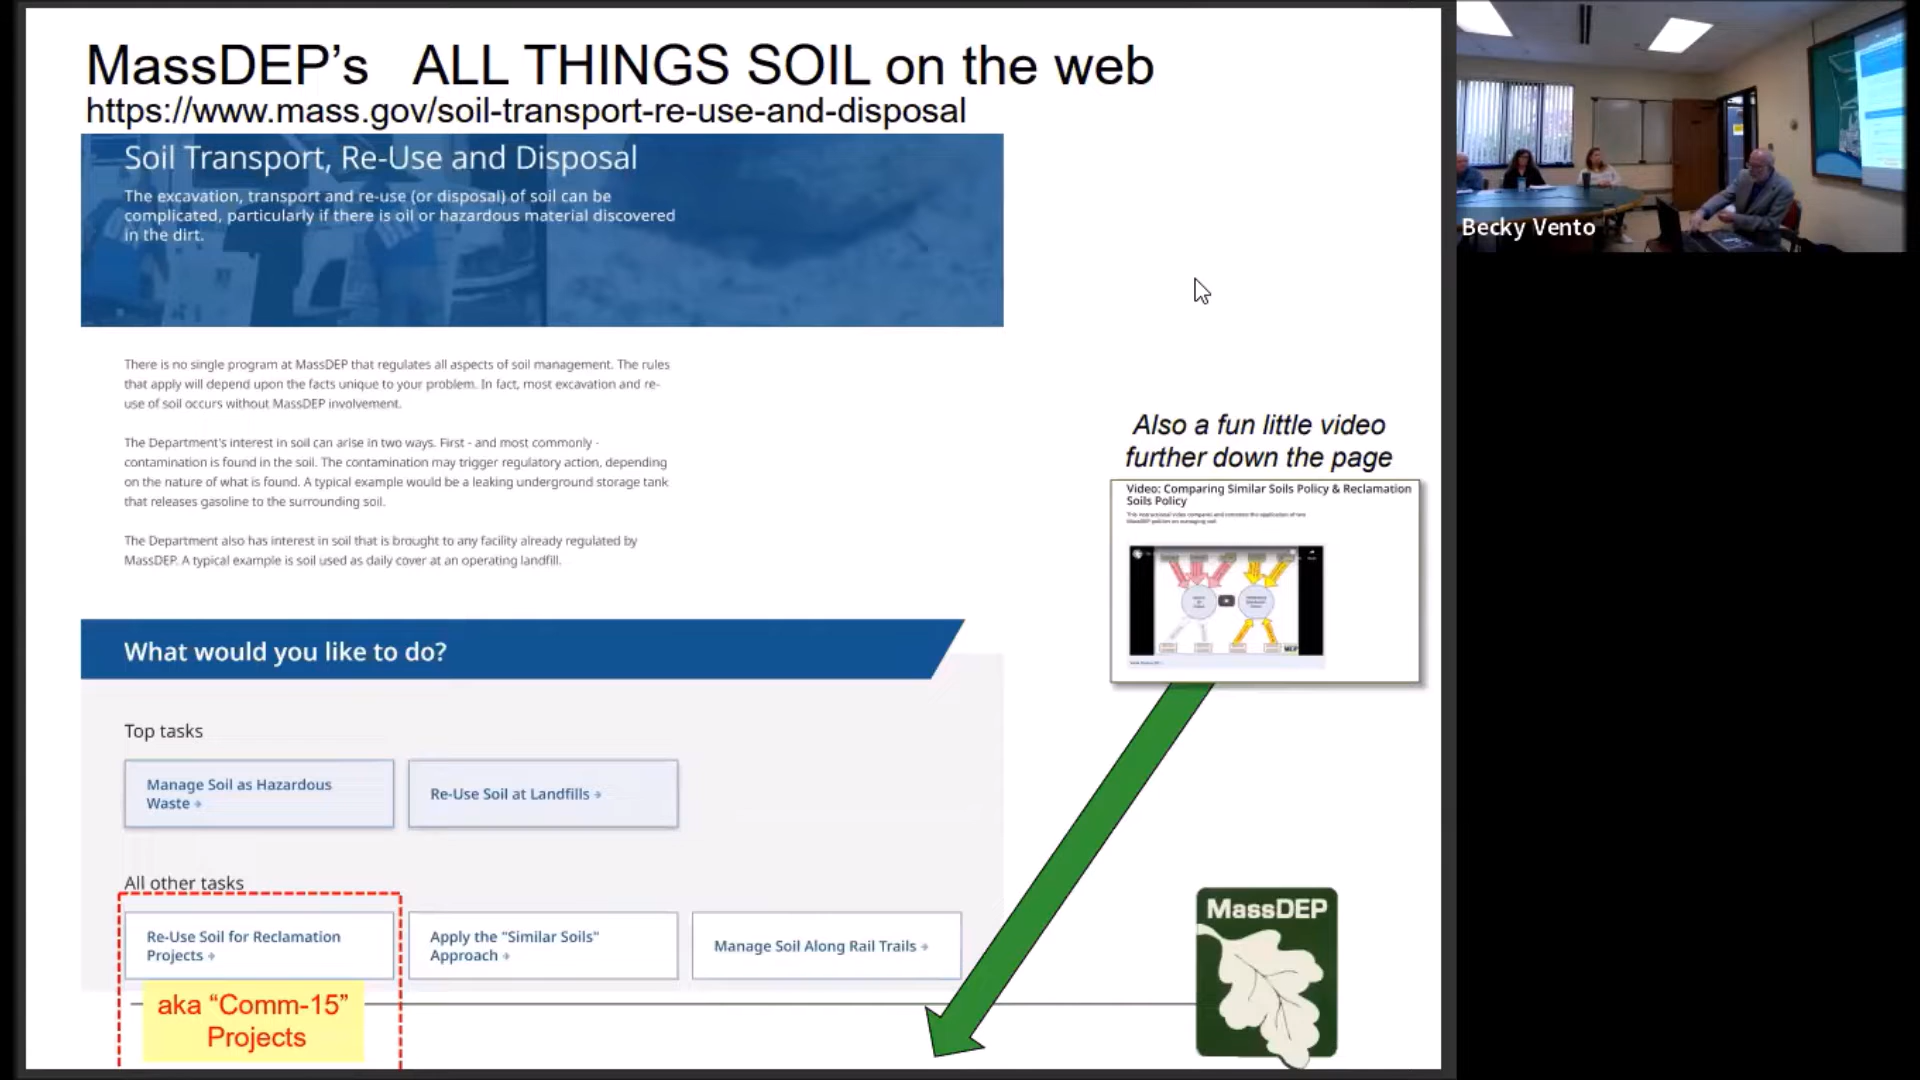 MassDEP's ALL THINGS SOIL on the web
https://www.mass.gov/soil-transport-re-use-and-disposal
Soil Transport, Re-Use and Disposal
The excavation, transport and re-use (or disposal) of soil can be
complicated, particularly if there is oil or hazardous material discovered
in the dirt.
There is no single program at MassDEP that regulates all aspects of soil management. The rules
that apply will depend upon the facts unique to your problem. In fact, most excavation and re-
use of soil occurs without MassDEP involvement.
The Department's interest in soil can arise in two ways. First - and most commonly -
contamination is found in the soil. The contamination may trigger regulatory action, depending
on the nature of what is found. A typical example would be a leaking underground storage tank
that releases gasoline to the surrounding soil.
The Department also has interest in soil that is brought to any facility already regulated by
MassDEP. A typical example is soil used as daily cover at an operating landfill.
Also a fun little video
further down the page
Video: Comparing Similar Soils Policy & Reclamation
Soils Policy
What would you like to do?
Top tasks
Manage Soil as Hazardous
Waste
Re-Use Soil at Landfills
All other tasks
Re-Use Soil for Reclamation
Projects
Apply the "Similar Soils"
Approach
Manage Soil Along Rail Trails
aka “Comm-15”
Projects
MassDEP
Becky Vento